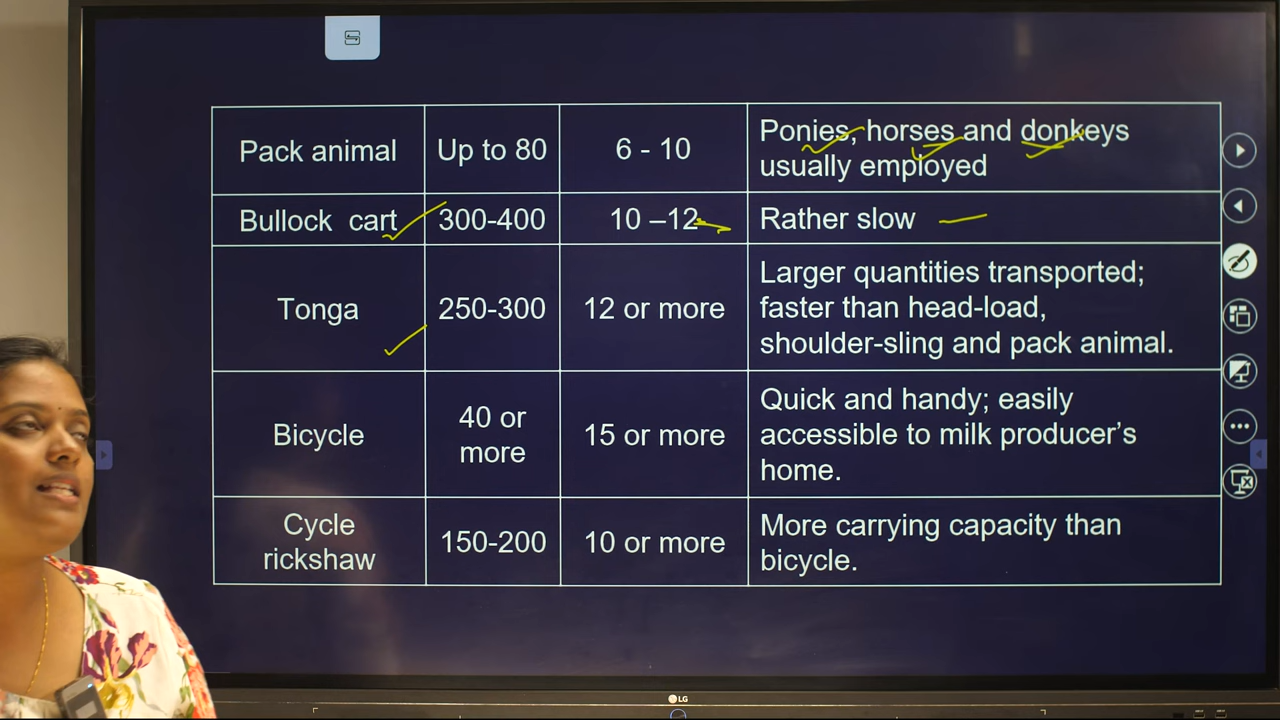 Pack animal Up to 80 6 - 10 Ponies, horses and donkeys
usually employed
Bullock cart 300-400 10 –12 Rather slow
Tonga 250-300 12 or more Larger quantities transported;
faster than head-load,
shoulder-sling and pack animal.
Bicycle 40 or
more 15 or more Quick and handy; easily
accessible to milk producer’s
home.
Cycle
rickshaw 150-200 10 or more More carrying capacity than
bicycle.
LG